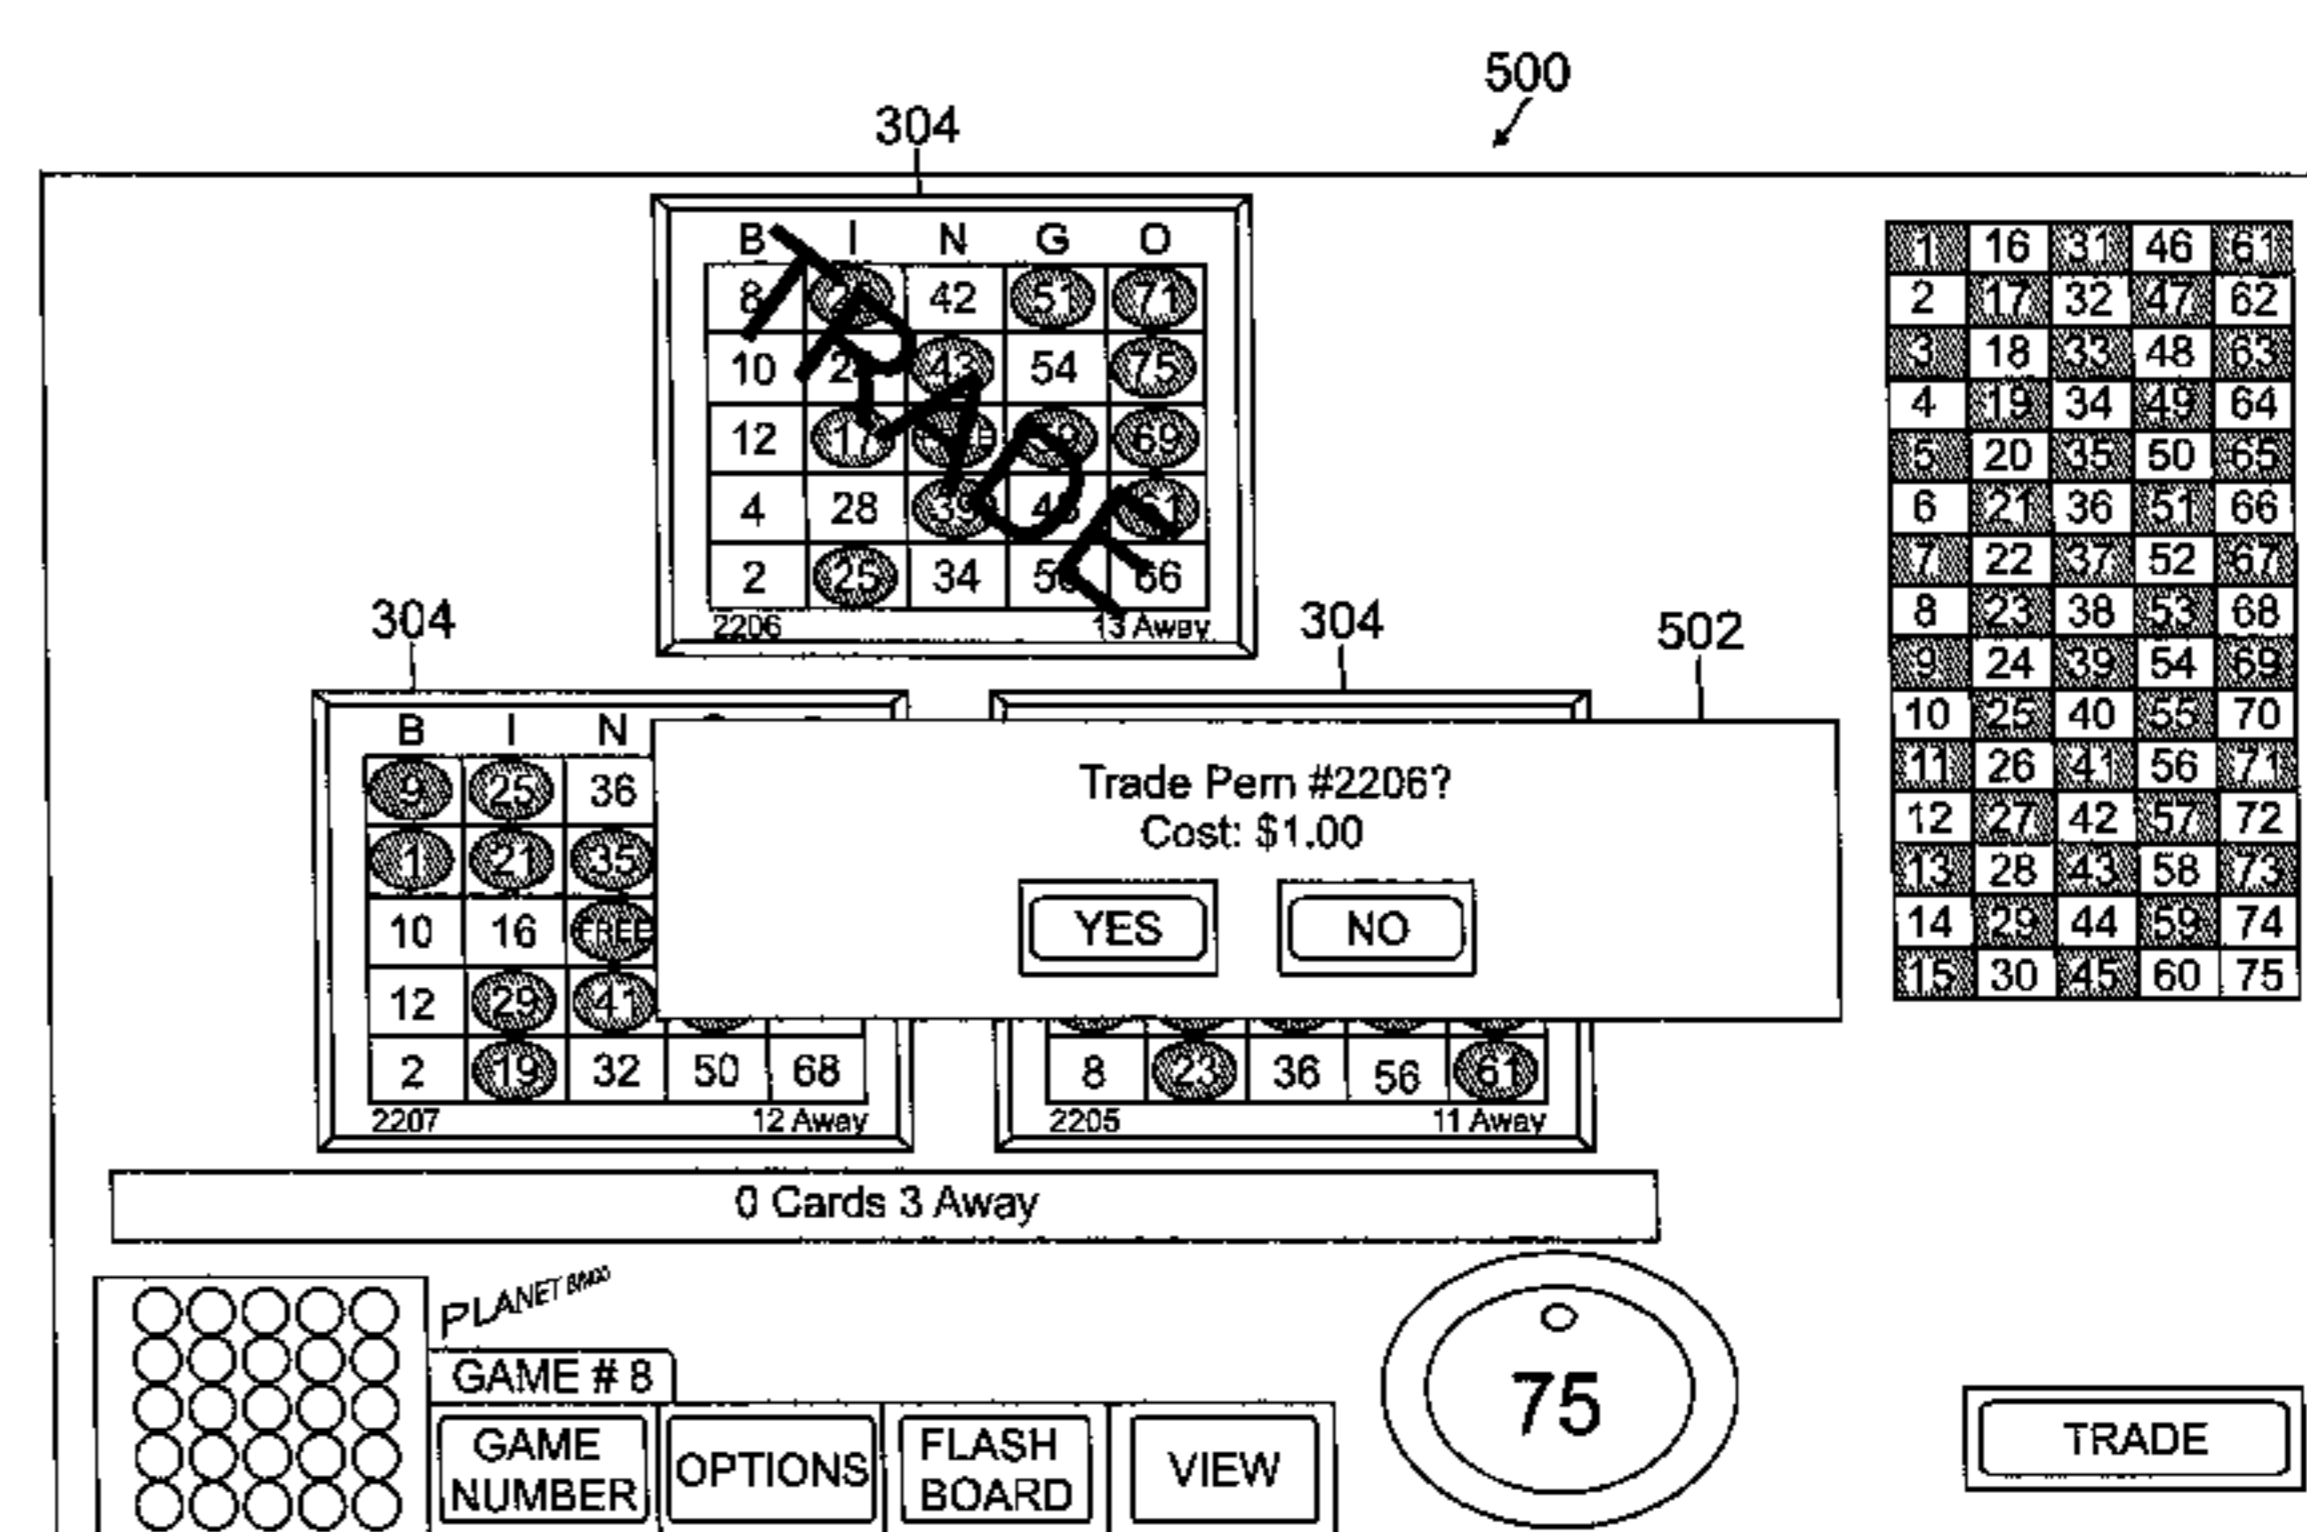 500
304
B I N G O
8 42 51 71
10 43 54 75
12 17 69
4 28 39
2 25 34 66
2206 13 Away
TRADE
1 16 31 46 61
2 17 32 47 62
3 18 33 48 63
4 19 34 49 64
5 20 35 50 65
6 21 36 51 66
7 22 37 52 67
8 23 38 53 68
9 24 39 54 69
10 25 40 55 70
11 26 41 56 71
12 27 42 57 72
13 28 43 58 73
14 29 44 59 74
15 30 45 60 75
304
304
502
B I N
9 25 36
1 21 35
10 16 FREE
12 29 41
2 19 32 50 68
2207 12 Away
Trade Perm #2206?
Cost: $1.00
YES NO
8 23 36 56 61
2205 11 Away
0 Cards 3 Away
PLANET BINGO
GAME # 8
GAME
NUMBER
OPTIONS
FLASH
BOARD
VIEW
75
TRADE